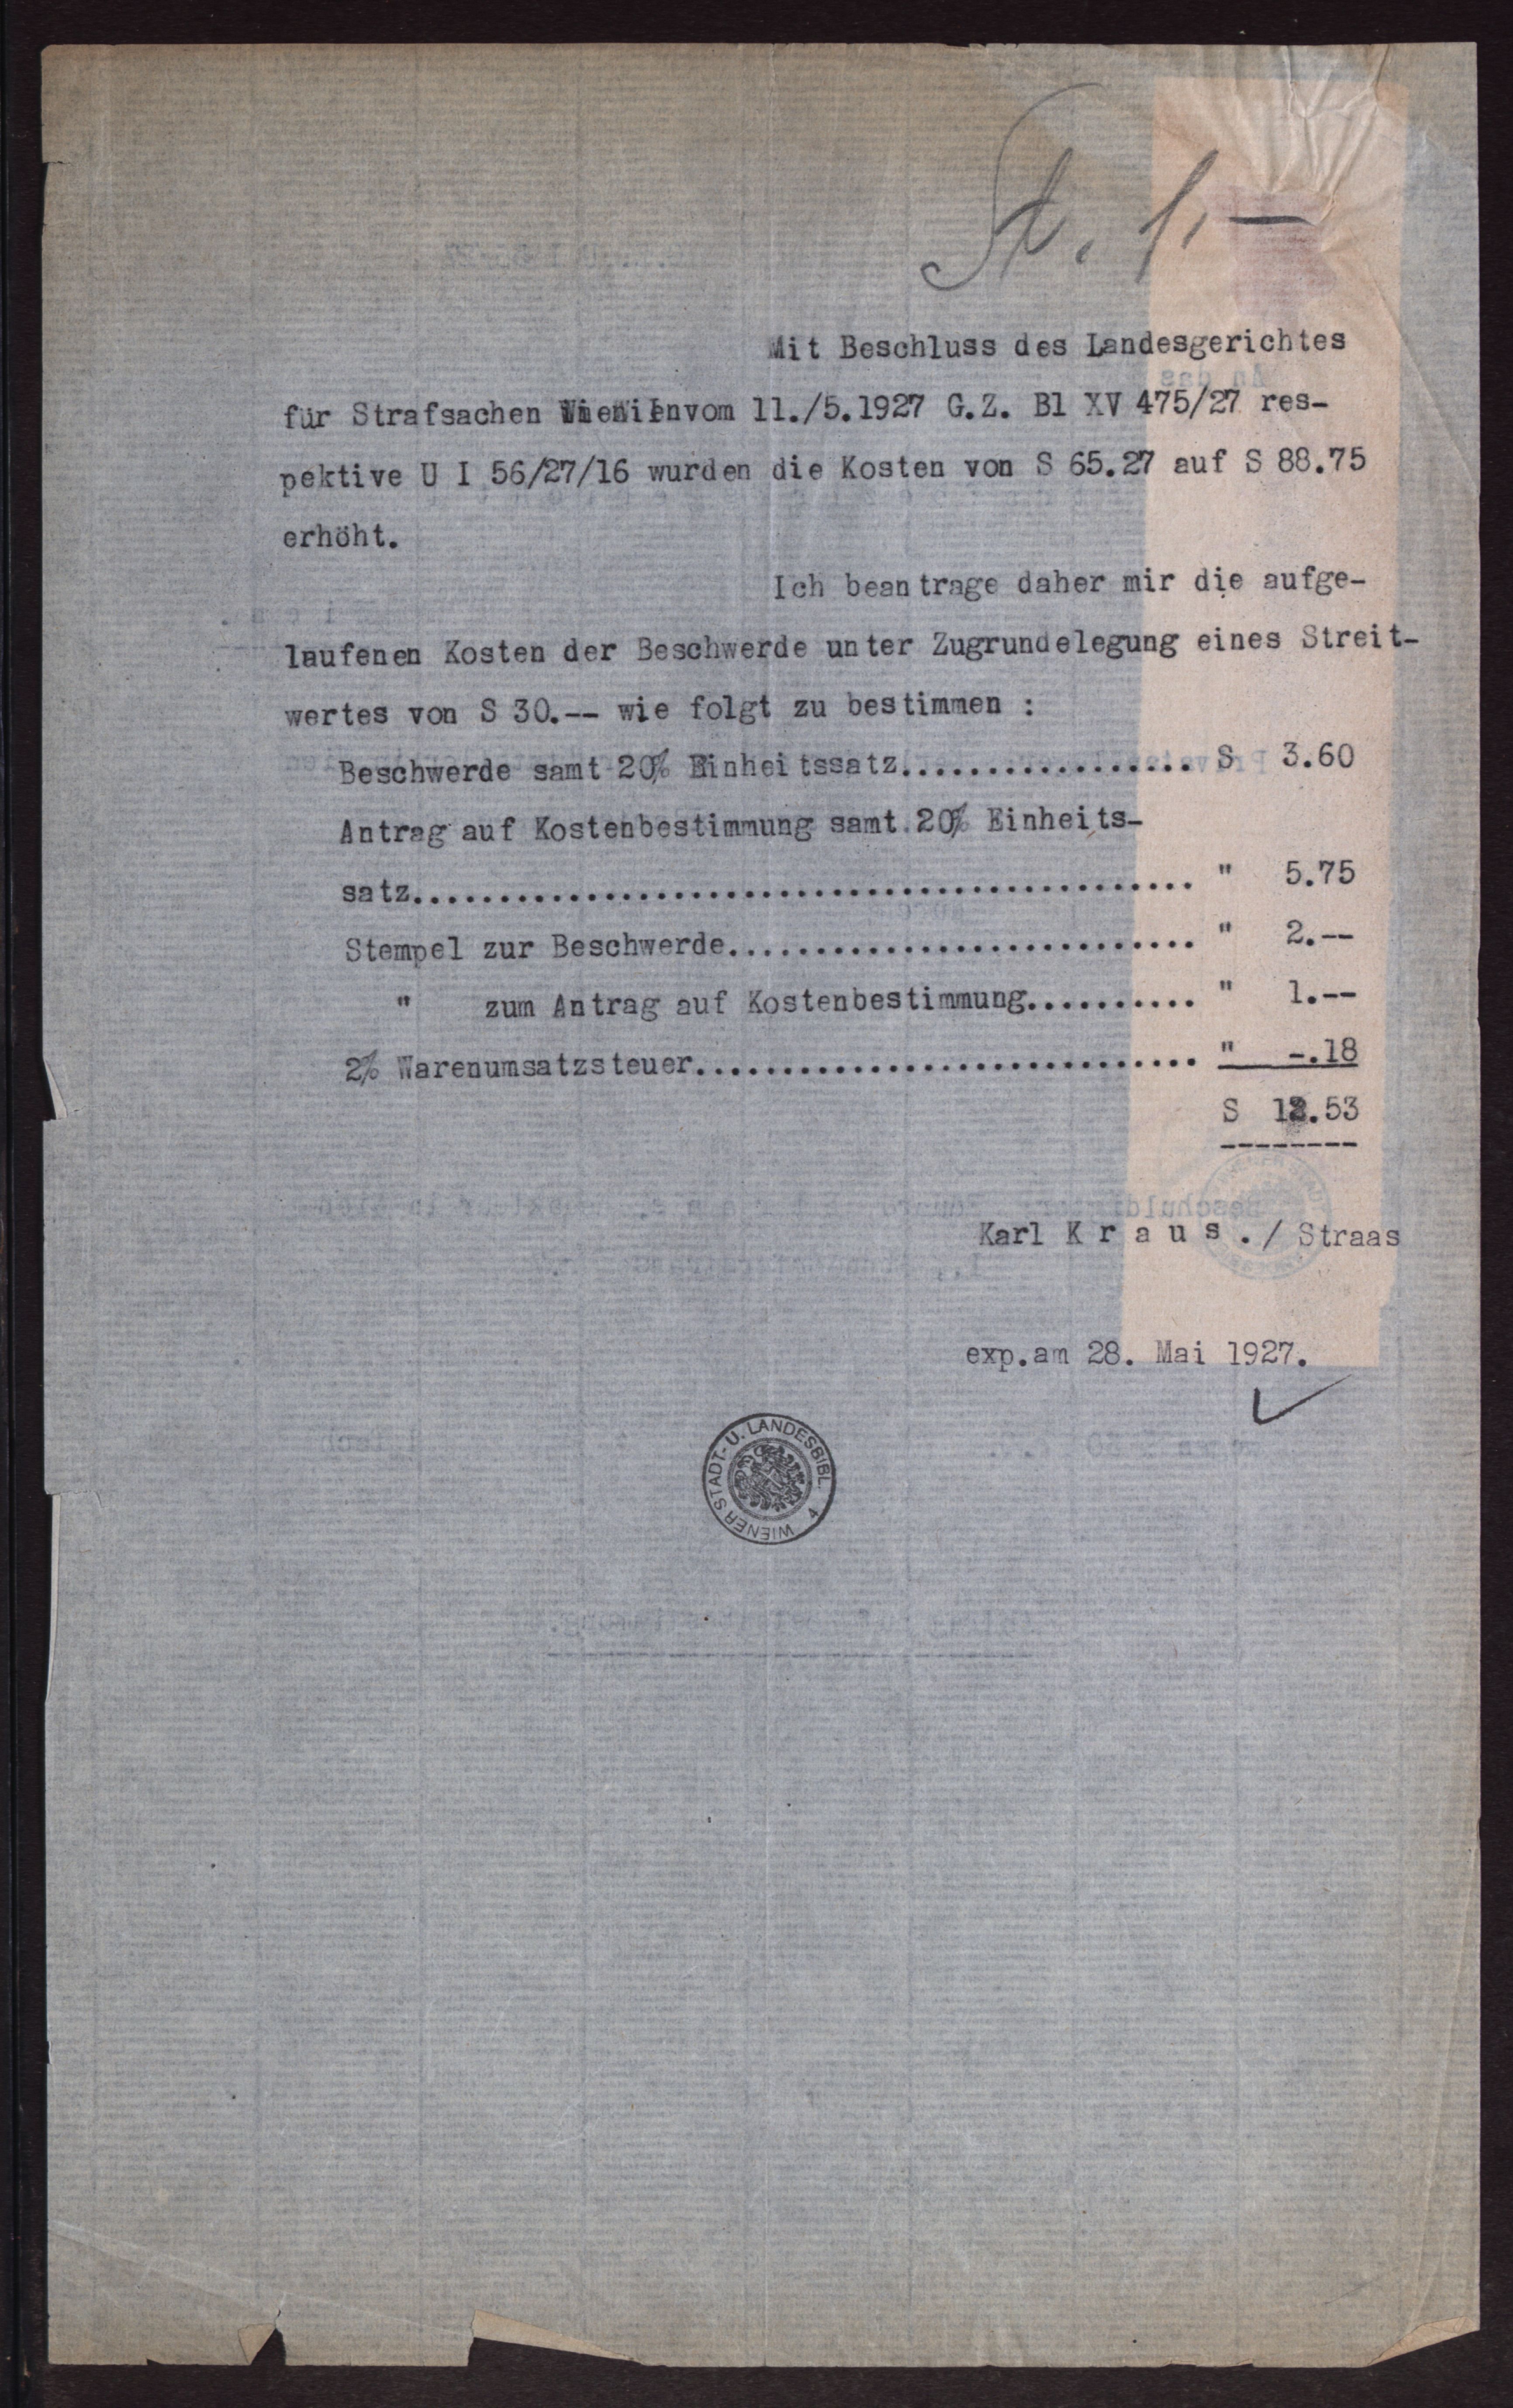 St. 1.—
Mit Beschluss des Landesgerichtes
für Strafsachen Wien I vom 11./5.1927 G.Z. Bl XV 475/27 res-
pektive U I 56/27/16 wurden die Kosten von S 65.27 auf S 88.75
erhöht.
Ich beantrage daher mir die aufge-
laufenen Kosten der Beschwerde unter Zugrundelegung eines Streit-
wertes von S 30.-- wie folgt zu bestimmen :
Beschwerde samt 20% Einheitssatz................. S 3.60
Antrag auf Kostenbestimmung samt 20% Einheits-
satz.............................................. " 5.75
Stempel zur Beschwerde............................ " 2.--
" zum Antrag auf Kostenbestimmung.......... " 1.--
2% Warenumsatzsteuer.............................. " -.18
S 12.53
--------
Karl K r a u s . / Straas
exp.am 28. Mai 1927.
WIENER STADT- U. LANDESBIBL. 4